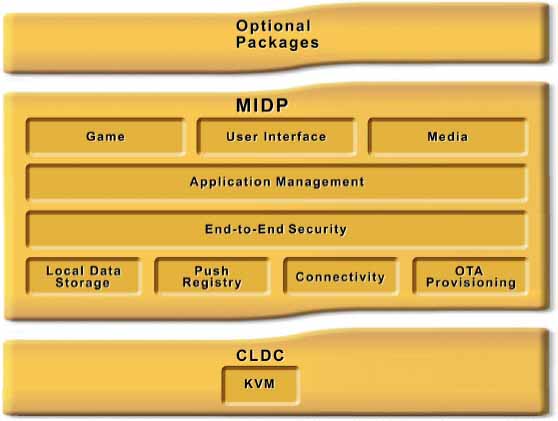 Optional
Packages
MIDP
Game
User Interface
Media
Application Management
End-to-End Security
Local Data
Storage
Push
Registry
Connectivity
OTA
Provisioning
CLDC
KVM